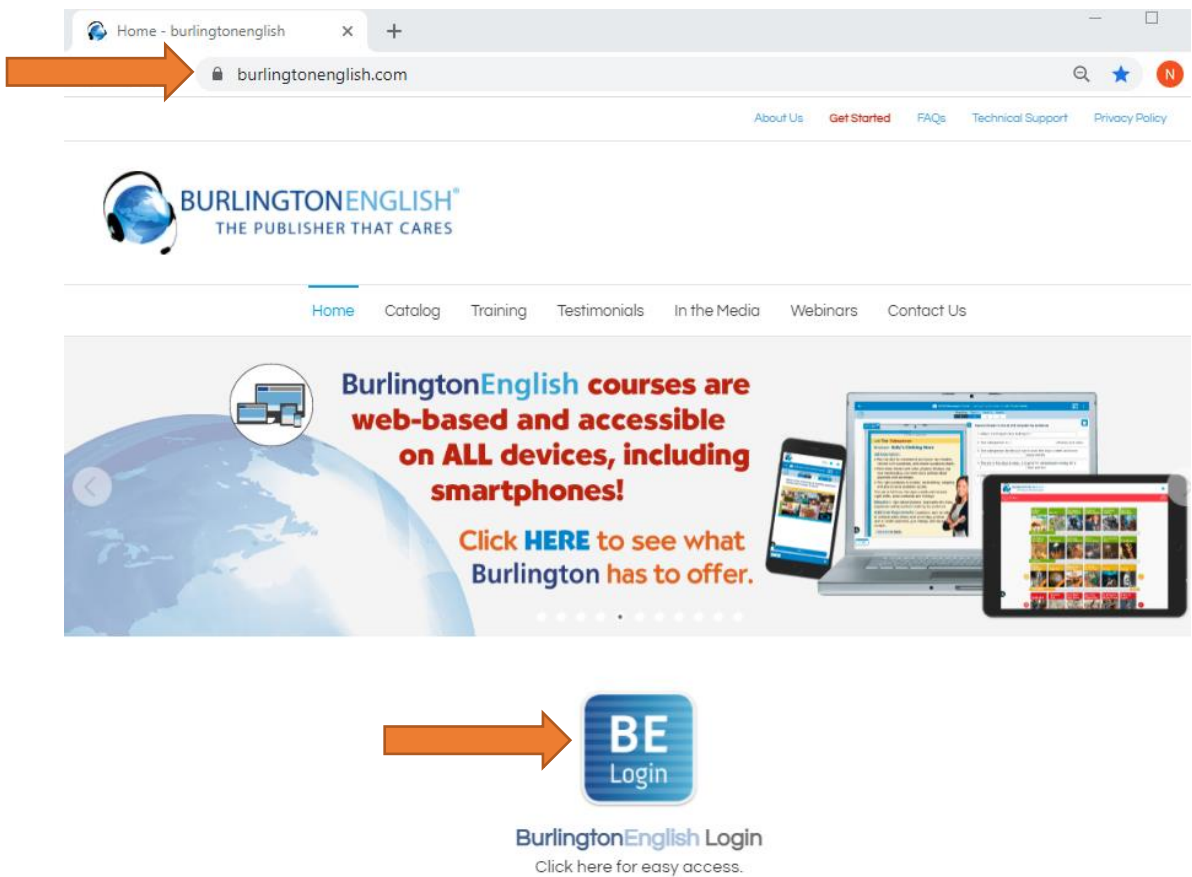 Home - burlingtonenglish
burlingtonenglish.com
N
About Us Get Started FAQs Technical Support Privacy Policy
BURLINGTONENGLISH®
THE PUBLISHER THAT CARES
Home Catalog Training Testimonials In the Media Webinars Contact Us
BurlingtonEnglish courses are
web-based and accessible
on ALL devices, including
smartphones!
Click HERE to see what
Burlington has to offer.
BE
Login
BurlingtonEnglish Login
Click here for easy access.